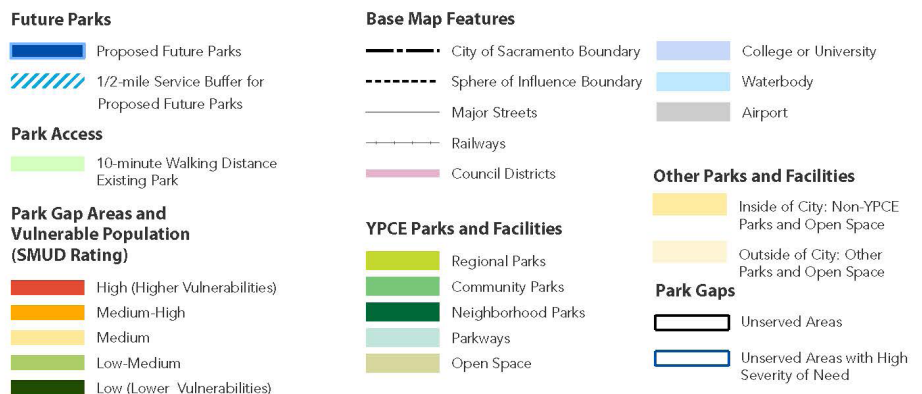 Future Parks
Proposed Future Parks
1/2-mile Service Buffer for
Proposed Future Parks
Park Access
10-minute Walking Distance
Existing Park
Park Gap Areas and
Vulnerable Population
(SMUD Rating)
High (Higher Vulnerabilities)
Medium-High
Medium
Low-Medium
Low (Lower Vulnerabilities)
Base Map Features
City of Sacramento Boundary
Sphere of Influence Boundary
Major Streets
Railways
Council Districts
College or University
Waterbody
Airport
YPCE Parks and Facilities
Regional Parks
Community Parks
Neighborhood Parks
Parkways
Open Space
Other Parks and Facilities
Inside of City: Non-YPCE
Parks and Open Space
Outside of City: Other
Parks and Open Space
Park Gaps
Unserved Areas
Unserved Areas with High
Severity of Need